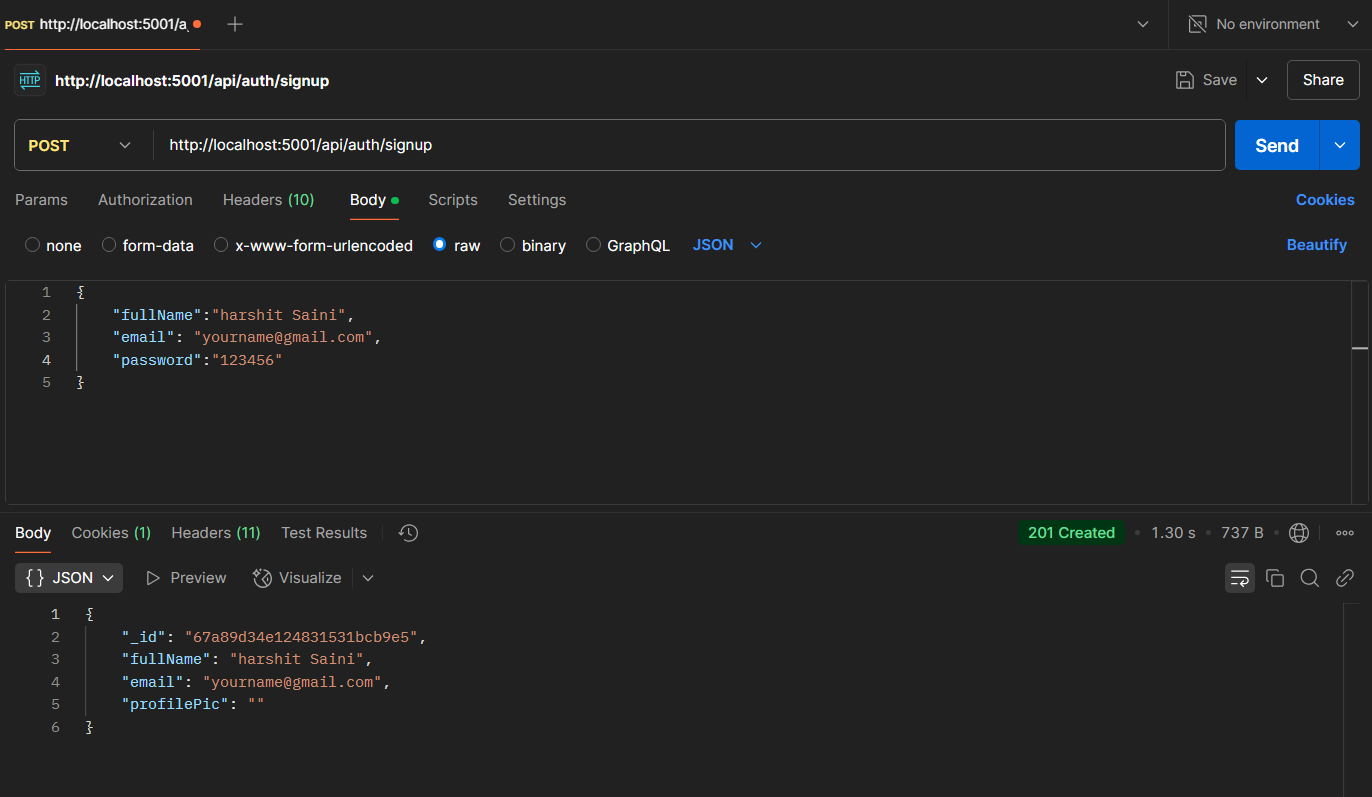 POST http://localhost:5001/a
No environment
HTTP http://localhost:5001/api/auth/signup
Save
Share
POST http://localhost:5001/api/auth/signup
Send
Params Authorization Headers (10) Body Scripts Settings
Cookies
none form-data x-www-form-urlencoded raw binary GraphQL JSON
Beautify
1 {
2 "fullName":"harshit Saini",
3 "email": "yourname@gmail.com",
4 "password":"123456"
5 }
Body Cookies (1) Headers (11) Test Results
201 Created • 1.30 s • 737 B •
{} JSON Preview Visualize
1 {
2 "_id": "67a89d34e124831531bcb9e5",
3 "fullName": "harshit Saini",
4 "email": "yourname@gmail.com",
5 "profilePic": ""
6 }